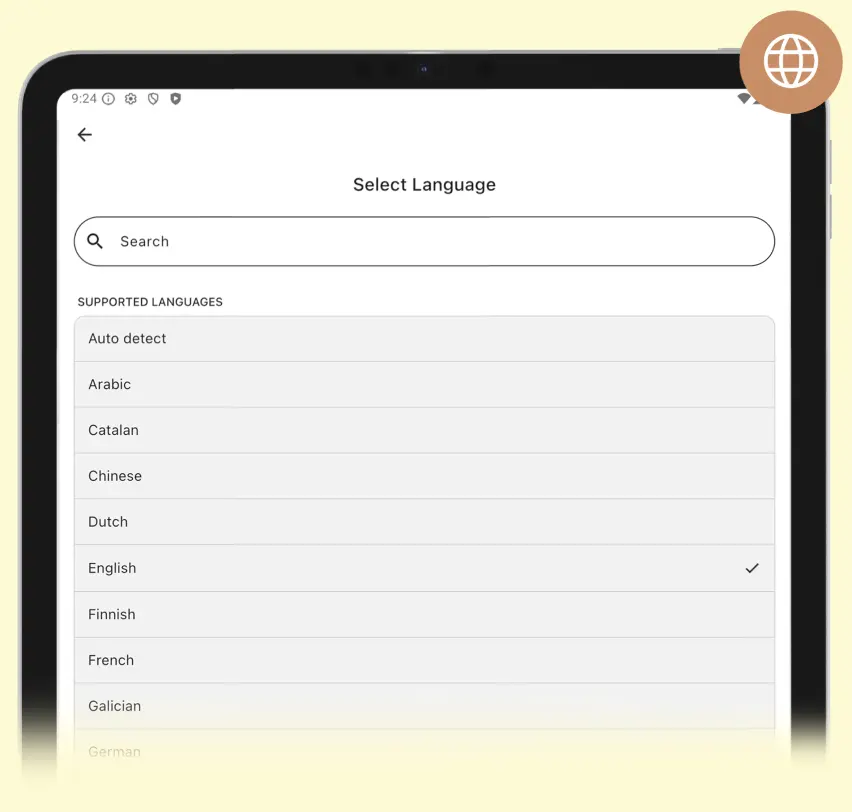 9:24
Select Language
Search
SUPPORTED LANGUAGES
Auto detect
Arabic
Catalan
Chinese
Dutch
English
Finnish
French
Galician
German